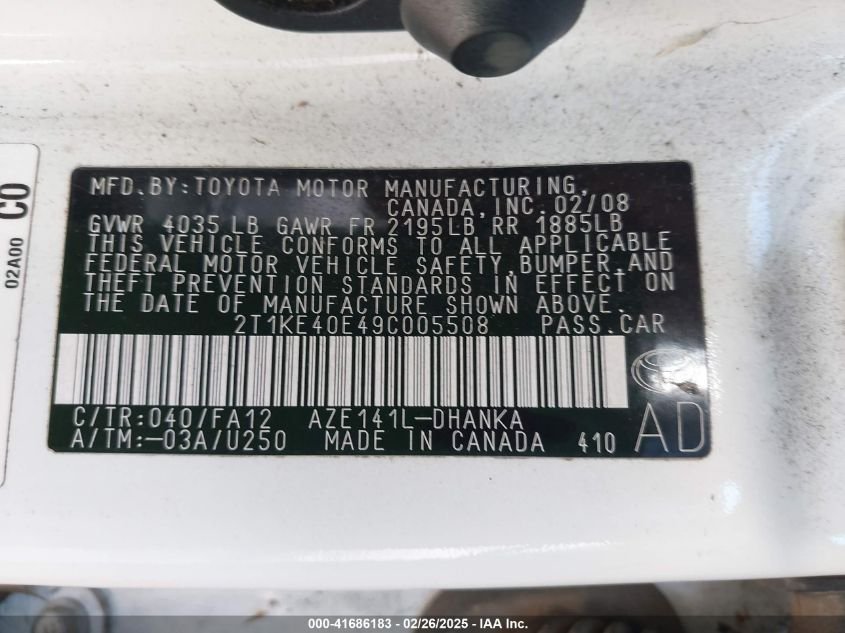 MFD. BY: TOYOTA MOTOR MANUFACTURING,
CANADA, INC. 02/08
GVWR 4035 LB GAWR FR 2195LB RR 1885LB
THIS VEHICLE CONFORMS TO ALL APPLICABLE
FEDERAL MOTOR VEHICLE SAFETY, BUMPER, AND
THEFT PREVENTION STANDARDS IN EFFECT ON
THE DATE OF MANUFACTURE SHOWN ABOVE.
2T1KE40E49C005508 PASS. CAR
C/TR: 040/FA12 AZE141L-DHANKA
A/TM: -03A/U250 MADE IN CANADA 410 AD
02A00 CO
000-41686183 - 02/26/2025 - IAA Inc.